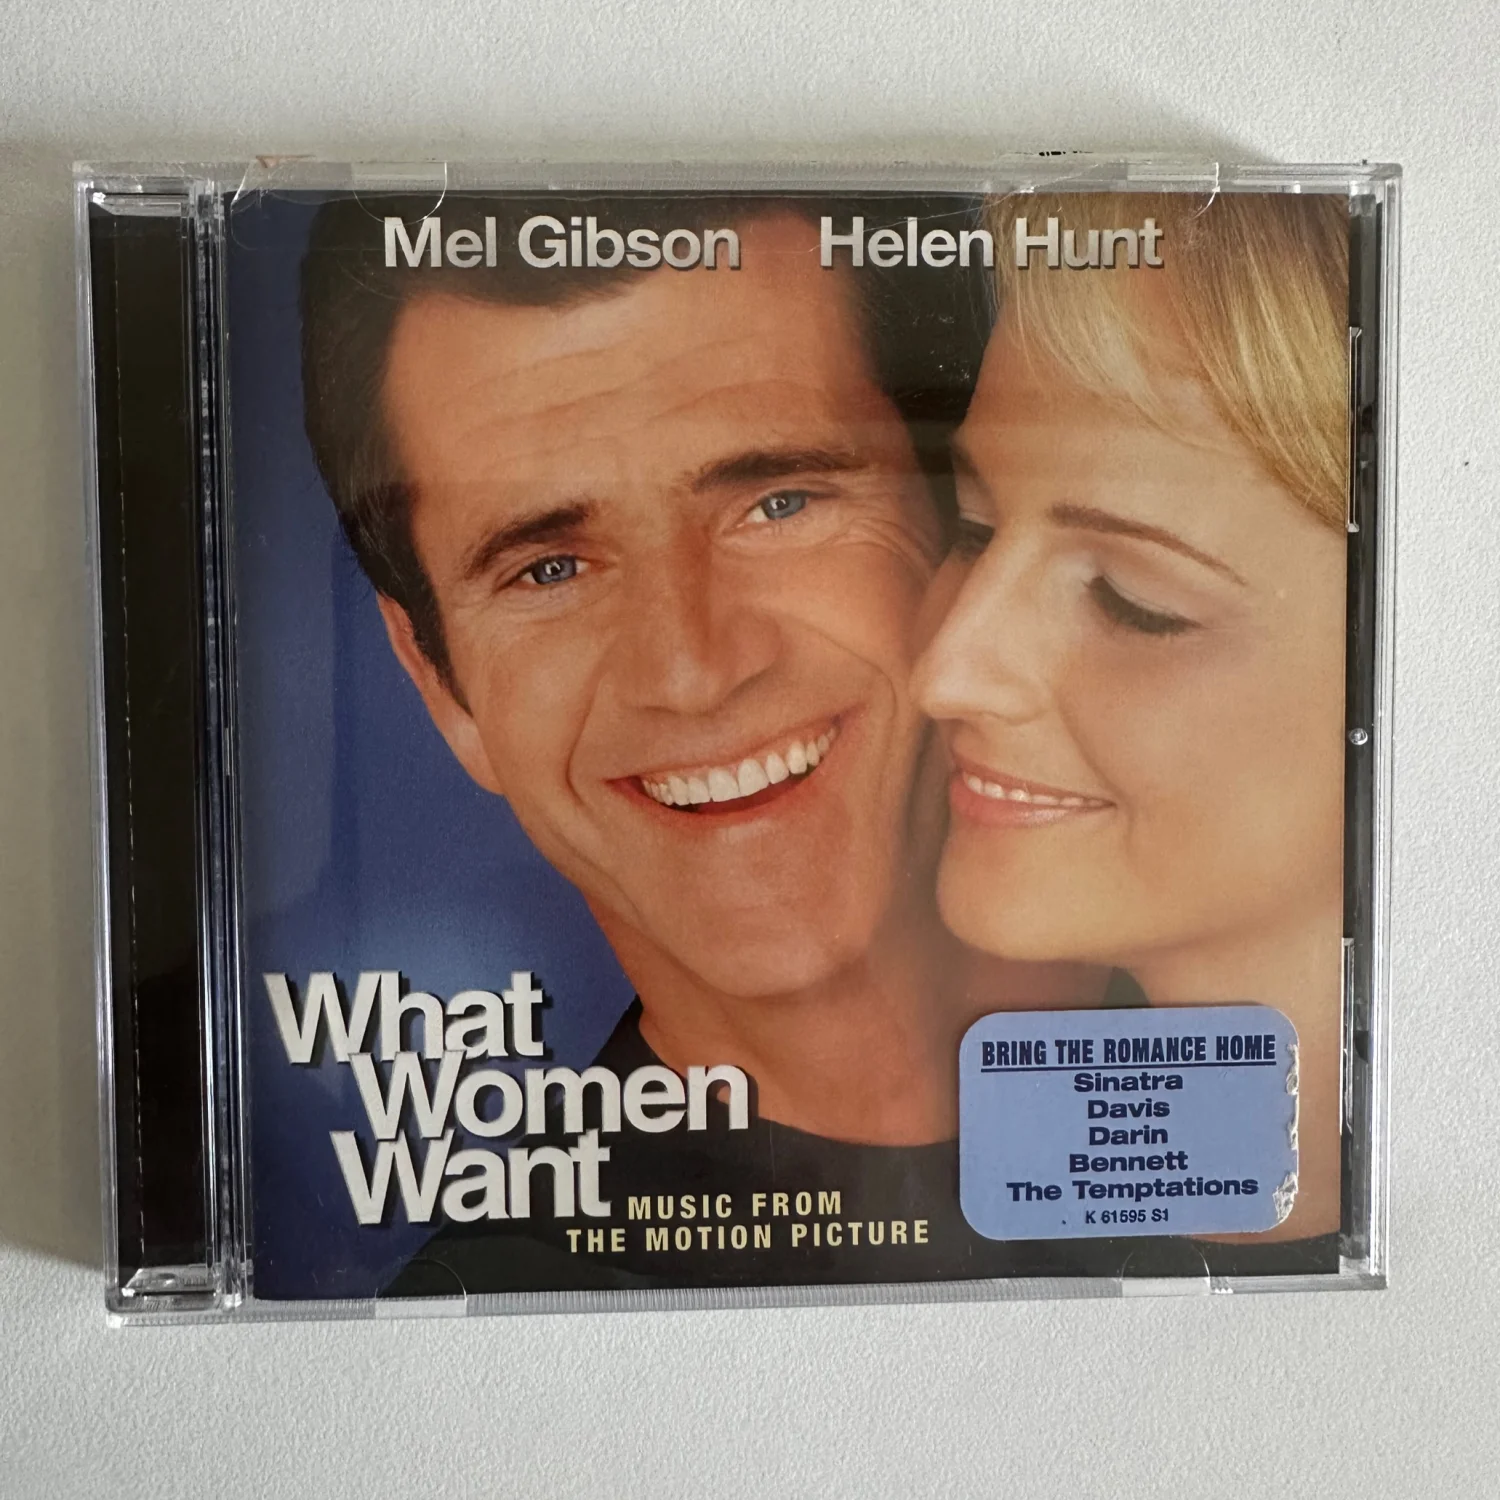 Mel Gibson Helen Hunt
What
Women
Want
MUSIC FROM
THE MOTION PICTURE
BRING THE ROMANCE HOME
Sinatra
Davis
Darin
Bennett
The Temptations
K 61595 S1